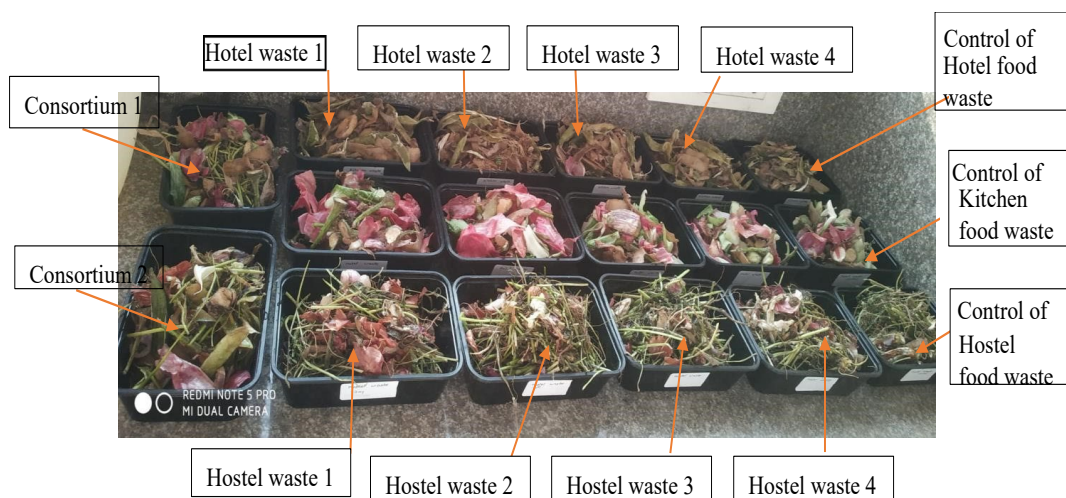 Hotel waste 1
Hotel waste 2
Hotel waste 3
Hotel waste 4
Control of
Hotel food
waste
Consortium 1
Control of
Kitchen
food waste
Consortium 2
Control of
Hostel
food waste
REDMI NOTE 5 PRO
MI DUAL CAMERA
Hostel waste 1
Hostel waste 2
Hostel waste 3
Hostel waste 4